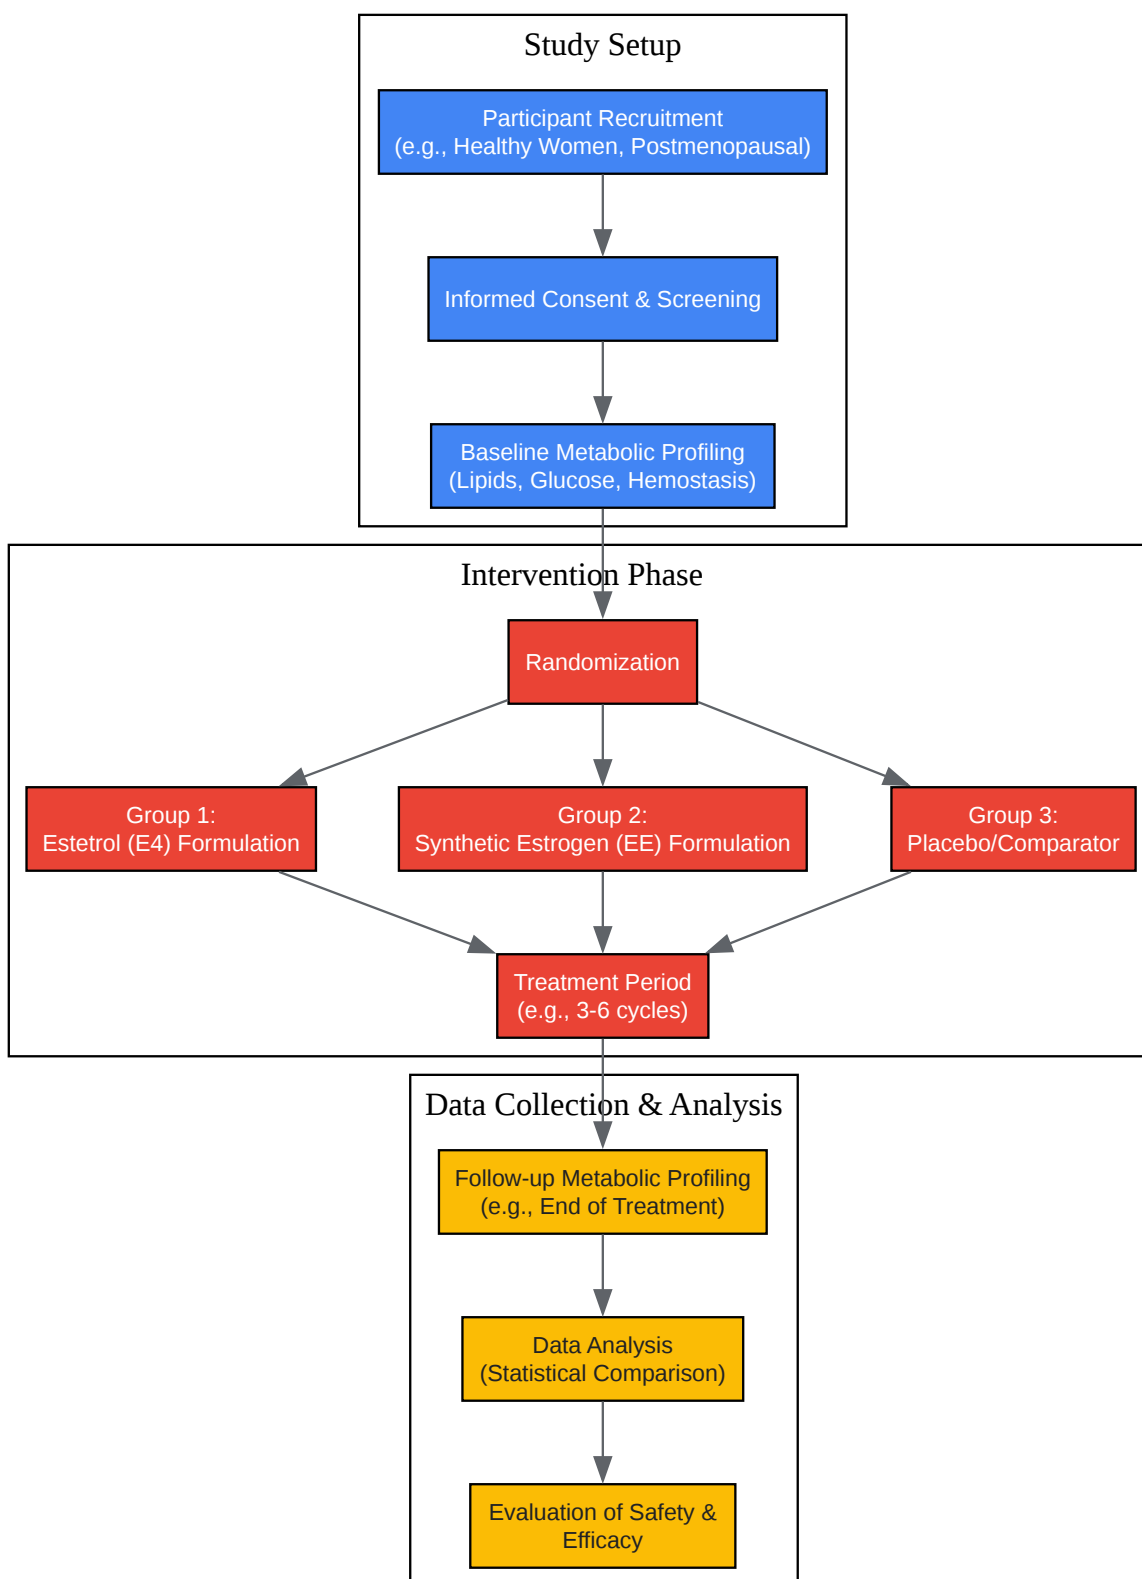 Study Setup
Participant Recruitment
(e.g., Healthy Women, Postmenopausal)
Informed Consent & Screening
Baseline Metabolic Profiling
(Lipids, Glucose, Hemostasis)
Intervention Phase
Randomization
Group 1:
Estetrol (E4) Formulation
Group 2:
Synthetic Estrogen (EE) Formulation
Group 3:
Placebo/Comparator
Treatment Period
(e.g., 3-6 cycles)
Data Collection & Analysis
Follow-up Metabolic Profiling
(e.g., End of Treatment)
Data Analysis
(Statistical Comparison)
Evaluation of Safety &
Efficacy